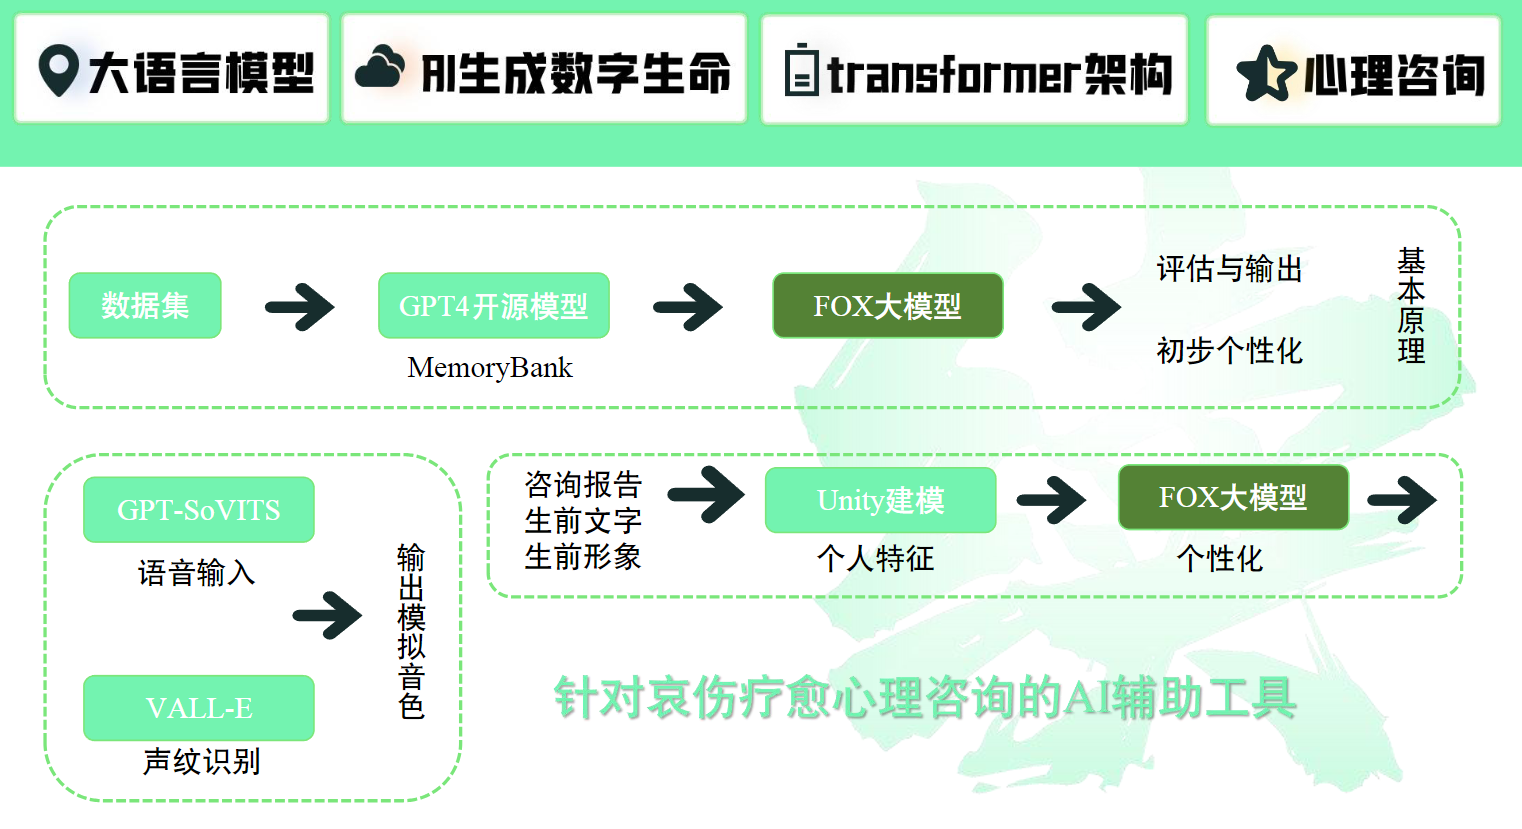 大语言模型
AI生成数字生命
transformer架构
心理咨询
数据集
GPT4开源模型
MemoryBank
FOX大模型
评估与输出
初步个性化
基本原理
GPT-SoVITS
语音输入
VALL-E
声纹识别
输出模拟音色
咨询报告
生前文字
生前形象
Unity建模
个人特征
FOX大模型
个性化
针对哀伤疗愈心理咨询的AI辅助工具